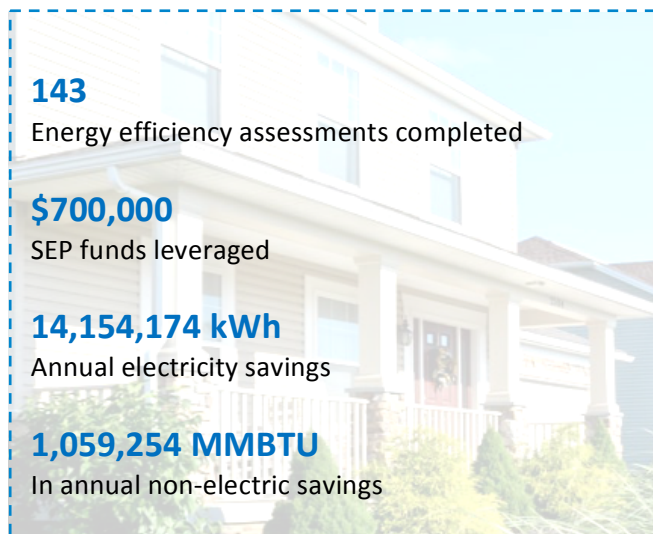 143
Energy efficiency assessments completed
$700,000
SEP funds leveraged
14,154,174 kWh
Annual electricity savings
1,059,254 MMBTU
In annual non-electric savings